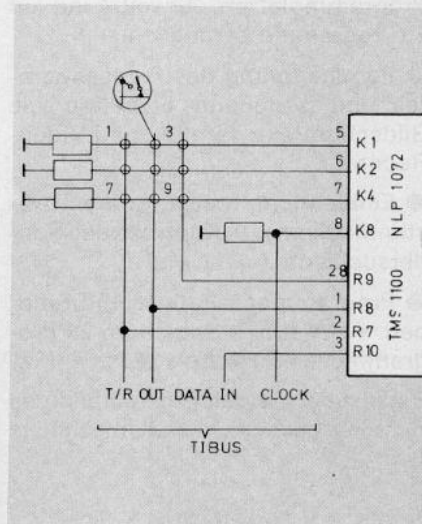 1 3 5 K1
6 K2
7 9 7 K4
8 K8
28 R9
1 R8
2 R7
3 R10
TMS 1100 NLP 1072
T/R OUT DATA IN CLOCK
TIBUS